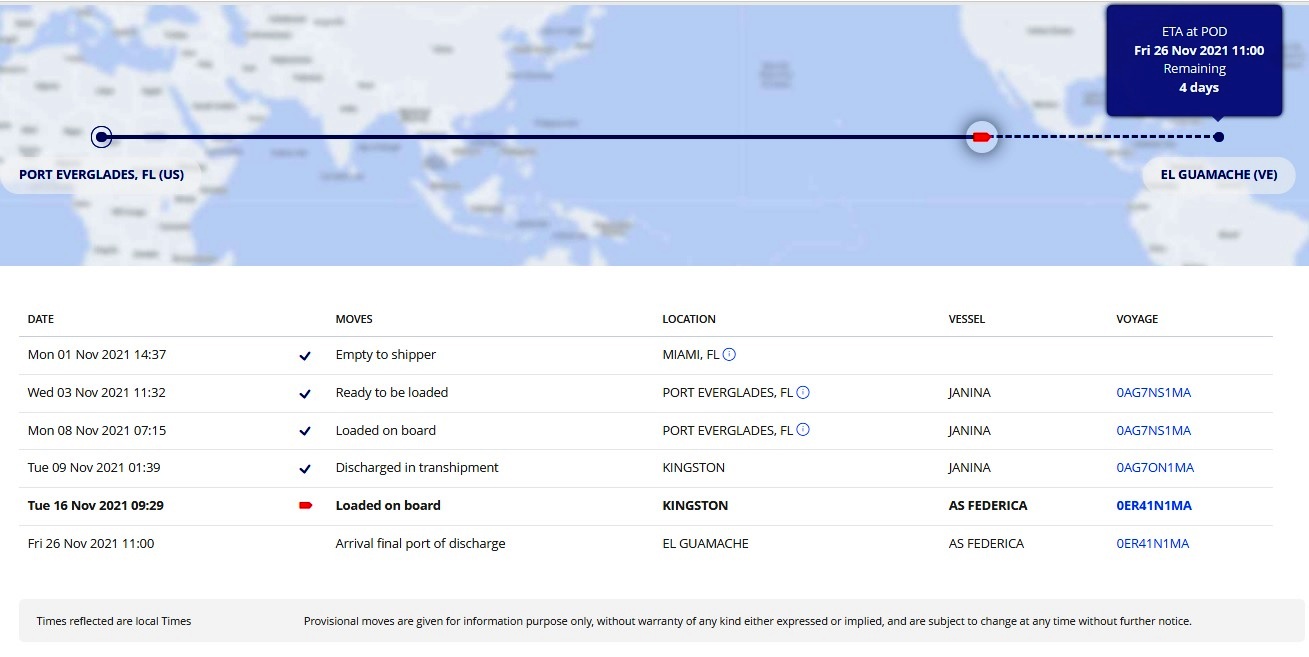 ETA at POD
Fri 26 Nov 2021 11:00
Remaining
4 days
PORT EVERGLADES, FL (US)
EL GUAMACHE (VE)
DATE MOVES LOCATION VESSEL VOYAGE
Mon 01 Nov 2021 14:37 Empty to shipper MIAMI, FL
Wed 03 Nov 2021 11:32 Ready to be loaded PORT EVERGLADES, FL JANINA 0AG7NS1MA
Mon 08 Nov 2021 07:15 Loaded on board PORT EVERGLADES, FL JANINA 0AG7NS1MA
Tue 09 Nov 2021 01:39 Discharged in transhipment KINGSTON JANINA 0AG7ON1MA
Tue 16 Nov 2021 09:29 Loaded on board KINGSTON AS FEDERICA 0ER41N1MA
Fri 26 Nov 2021 11:00 Arrival final port of discharge EL GUAMACHE AS FEDERICA 0ER41N1MA
Times reflected are local Times Provisional moves are given for information purpose only, without warranty of any kind either expressed or implied, and are subject to change at any time without further notice.